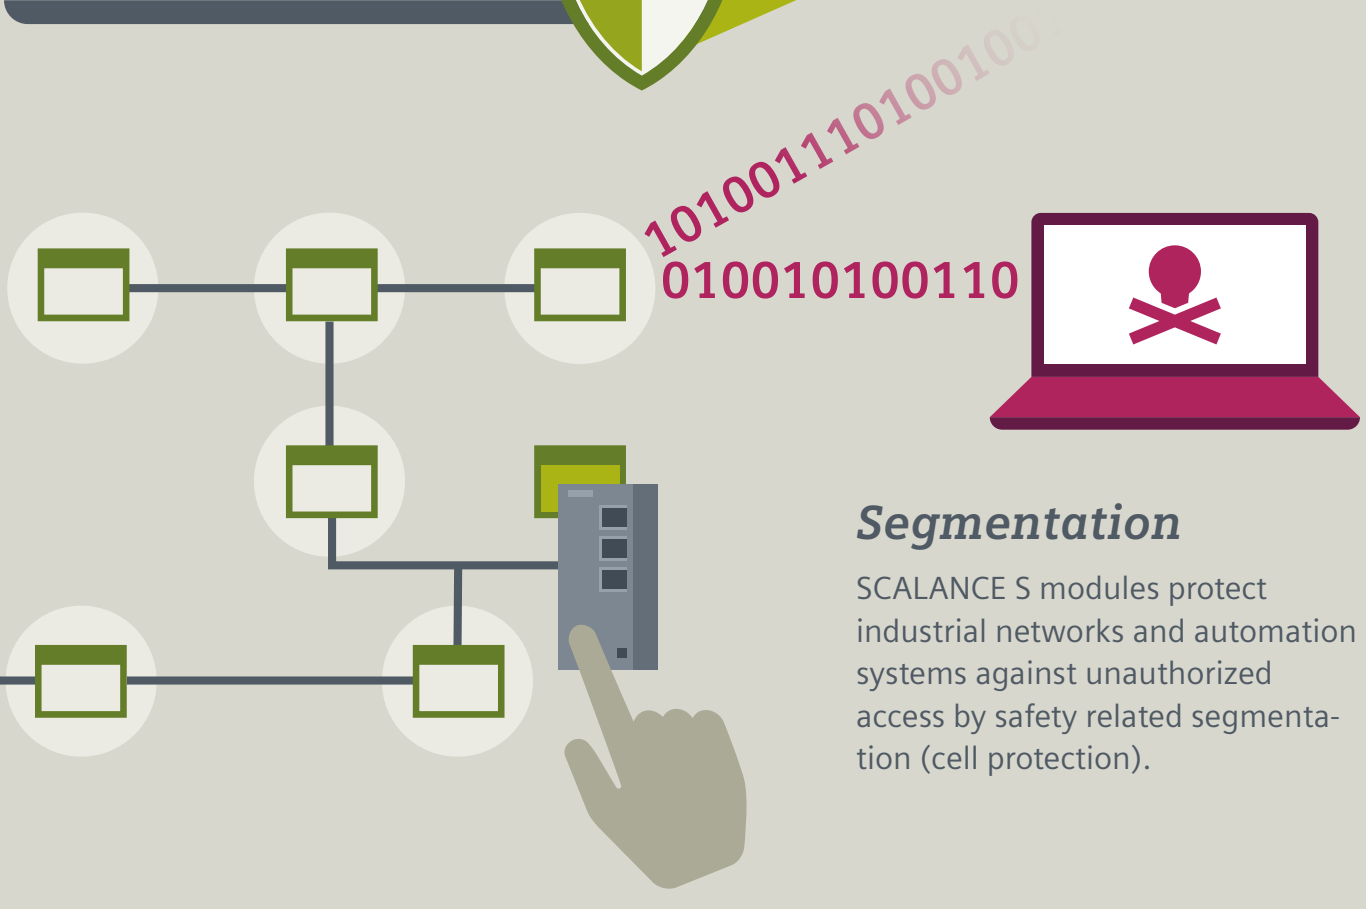 10100111010010100
010010100110
Segmentation
SCALANCE S modules protect
industrial networks and automation
systems against unauthorized
access by safety related segmenta-
tion (cell protection).